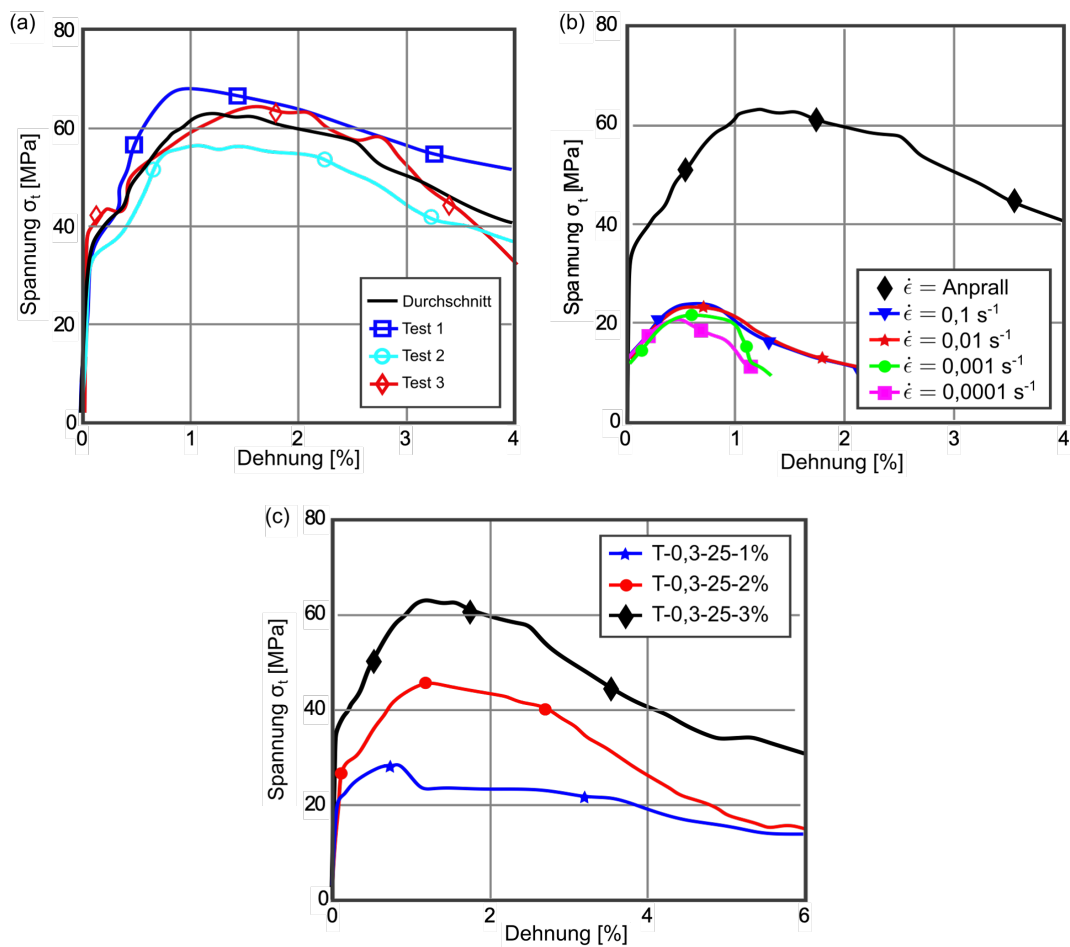 (a)
80
60
40
20
0
Spannung σt [MPa]
Durchschnitt
Test 1
Test 2
Test 3
0
1
2
3
4
Dehnung [%]
(b)
80
60
40
20
0
Spannung σt [MPa]
ϵ̇ = Anprall
ϵ̇ = 0,1 s⁻¹
ϵ̇ = 0,01 s⁻¹
ϵ̇ = 0,001 s⁻¹
ϵ̇ = 0,0001 s⁻¹
0
1
2
3
4
Dehnung [%]
(c)
80
60
40
20
0
Spannung σt [MPa]
T-0,3-25-1%
T-0,3-25-2%
T-0,3-25-3%
0
2
4
6
Dehnung [%]